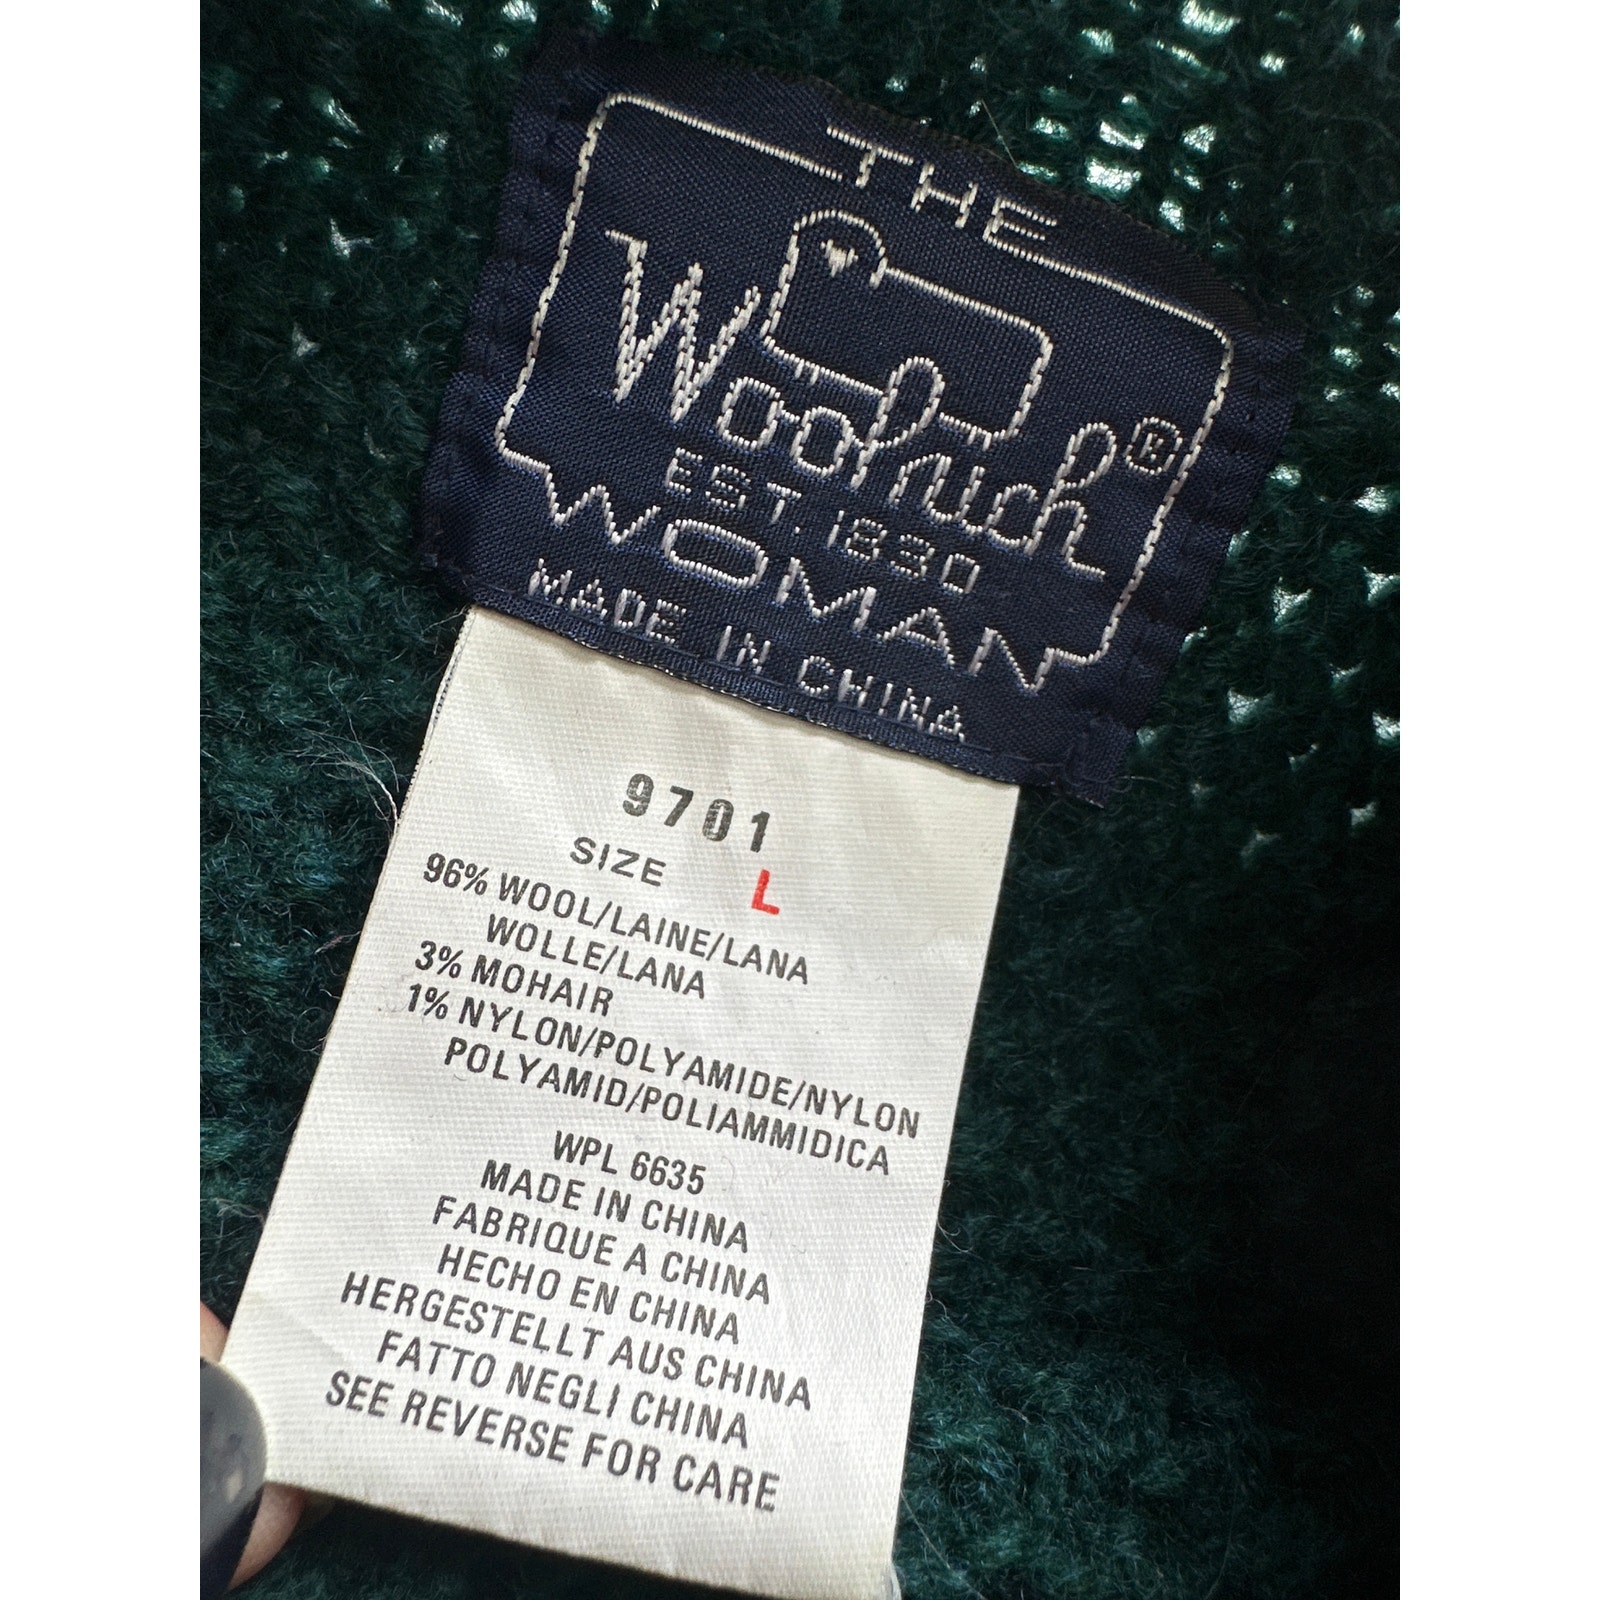 THE
Woolrich®
EST. 1830
WOMAN
MADE IN CHINA
9701
SIZE L
96% WOOL/LAINE/LANA
WOLLE/LANA
3% MOHAIR
1% NYLON/POLYAMIDE/NYLON
POLYAMID/POLIAMMIDICA
WPL 6635
MADE IN CHINA
FABRIQUE A CHINA
HECHO EN CHINA
HERGESTELLT AUS CHINA
FATTO NEGLI CHINA
SEE REVERSE FOR CARE